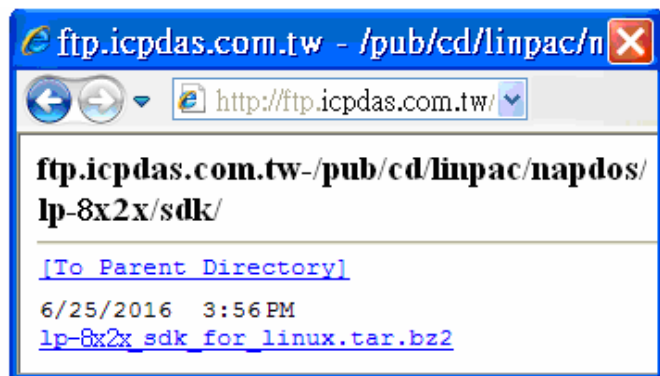 ftp.icpdas.com.tw - /pub/cd/linpac/n
http://ftp.icpdas.com.tw/
ftp.icpdas.com.tw-/pub/cd/linpac/napdos/
lp-8x2x/sdk/
[To Parent Directory]
6/25/2016 3:56 PM
lp-8x2x_sdk_for_linux.tar.bz2